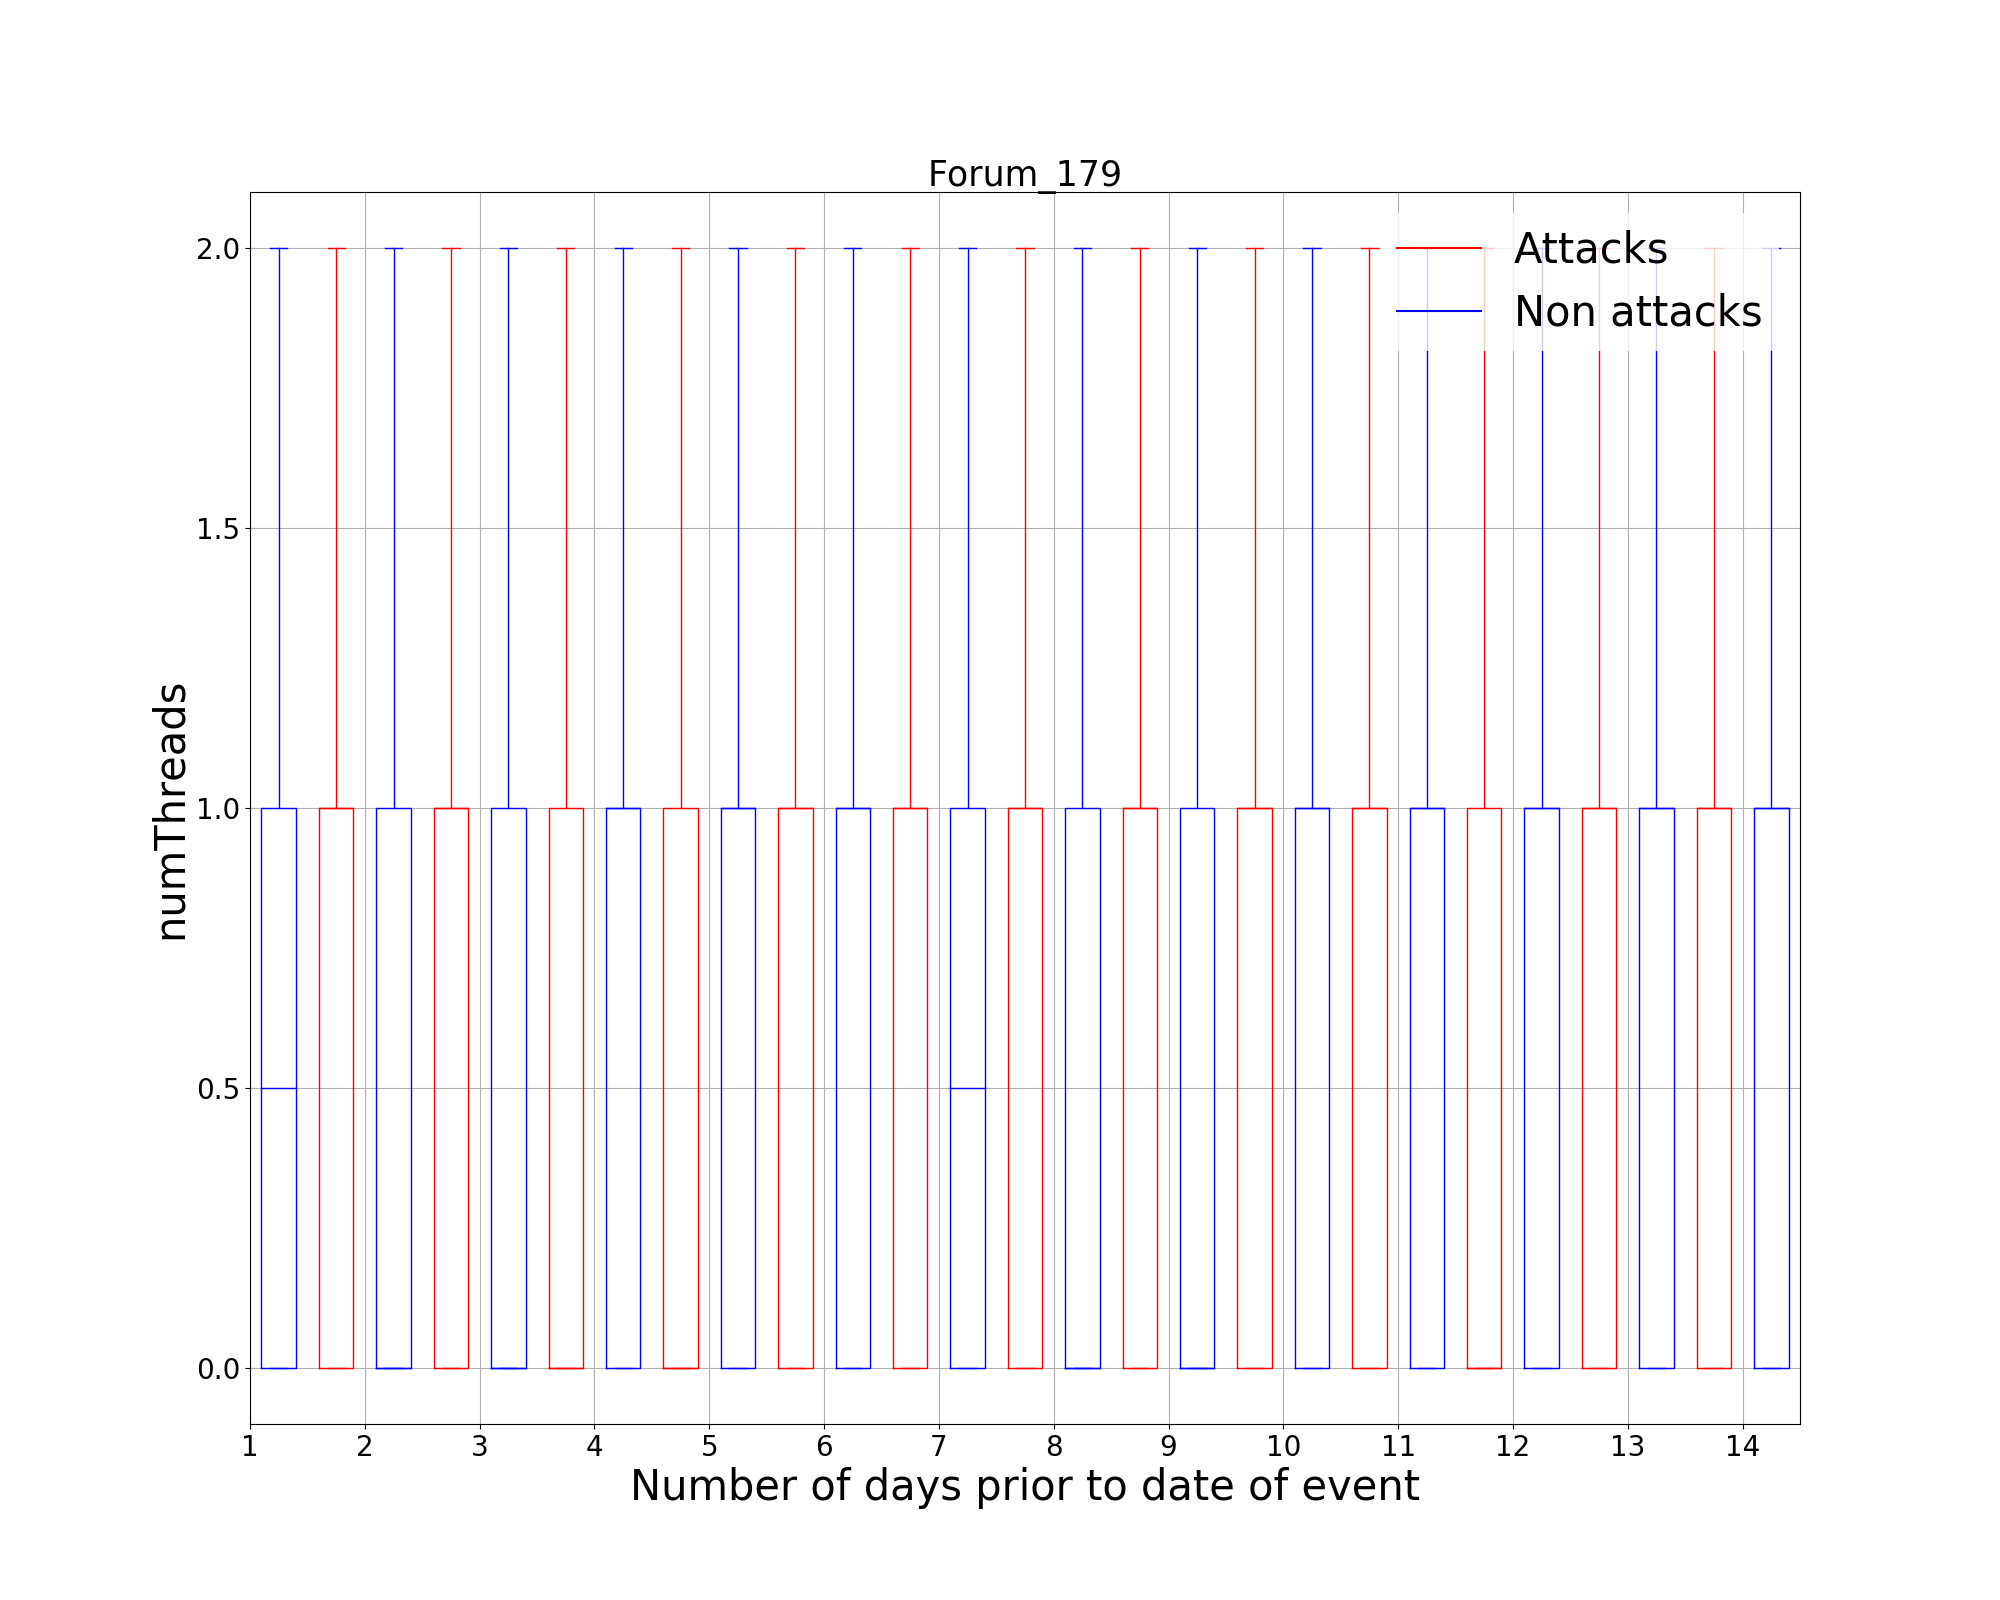 Forum_179
Attacks
Non attacks
2.0
1.5
1.0
0.5
0.0
numThreads
1 2 3 4 5 6 7 8 9 10 11 12 13 14
Number of days prior to date of event